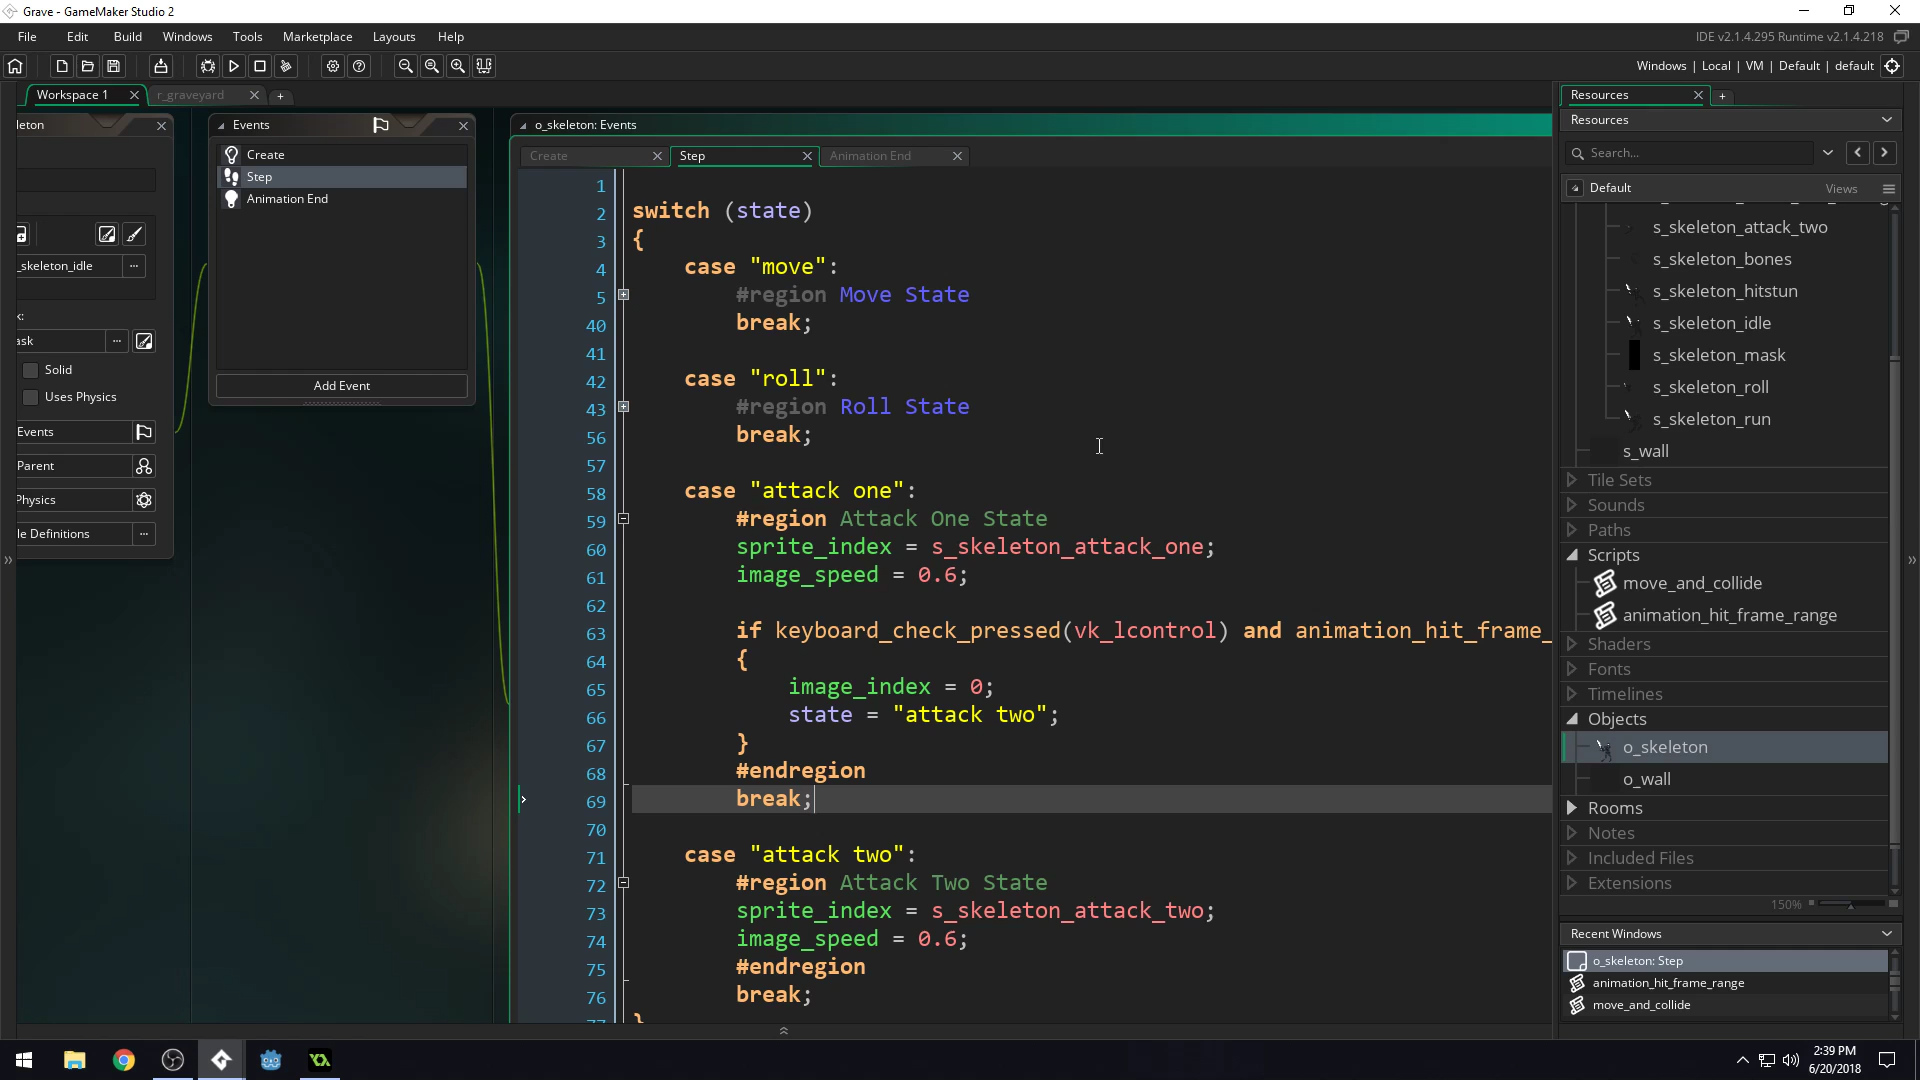 Grave - GameMaker Studio 2
File Edit Build Windows Tools Marketplace Layouts Help
IDE v2.1.4.295 Runtime v2.1.4.218
Windows | Local | VM | Default | default
Workspace 1
r_graveyard
leton
_skeleton_idle
k:
ask
Solid
Uses Physics
Events
Parent
Physics
le Definitions
Events
Create
Step
Animation End
Add Event
o_skeleton: Events
Create
Step
Animation End
1
2 switch (state)
3 {
4 case "move":
5 #region Move State
40 break;
41
42 case "roll":
43 #region Roll State
56 break;
57
58 case "attack one":
59 #region Attack One State
60 sprite_index = s_skeleton_attack_one;
61 image_speed = 0.6;
62
63 if keyboard_check_pressed(vk_lcontrol) and animation_hit_frame_
64 {
65 image_index = 0;
66 state = "attack two";
67 }
68 #endregion
69 break;
70
71 case "attack two":
72 #region Attack Two State
73 sprite_index = s_skeleton_attack_two;
74 image_speed = 0.6;
75 #endregion
76 break;
77 }
Resources
Resources
Search...
Default
Views
s_skeleton_attack_two
s_skeleton_bones
s_skeleton_hitstun
s_skeleton_idle
s_skeleton_mask
s_skeleton_roll
s_skeleton_run
s_wall
Tile Sets
Sounds
Paths
Scripts
move_and_collide
animation_hit_frame_range
Shaders
Fonts
Timelines
Objects
o_skeleton
o_wall
Rooms
Notes
Included Files
Extensions
150%
Recent Windows
o_skeleton: Step
animation_hit_frame_range
move_and_collide
2:39 PM
6/20/2018